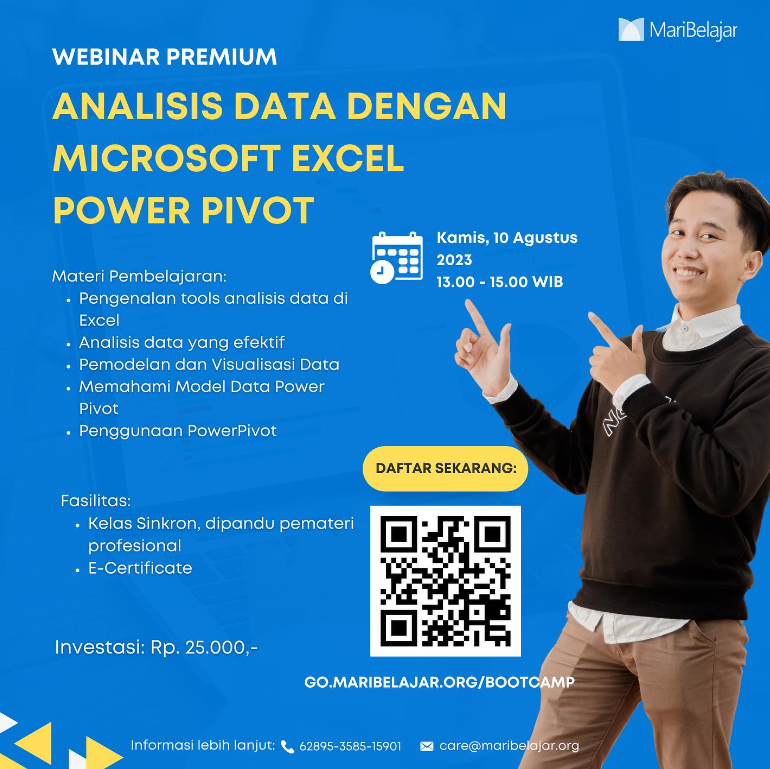 MariBelajar
WEBINAR PREMIUM
ANALISIS DATA DENGAN
MICROSOFT EXCEL
POWER PIVOT
Kamis, 10 Agustus
2023
13.00 - 15.00 WIB
Materi Pembelajaran:
• Pengenalan tools analisis data di
Excel
• Analisis data yang efektif
• Pemodelan dan Visualisasi Data
• Memahami Model Data Power
Pivot
• Penggunaan PowerPivot
DAFTAR SEKARANG:
Fasilitas:
• Kelas Sinkron, dipandu pemateri
profesional
• E-Certificate
Investasi: Rp. 25.000,-
GO.MARIBELAJAR.ORG/BOOTCAMP
Informasi lebih lanjut: 62895-3585-15901 care@maribelajar.org